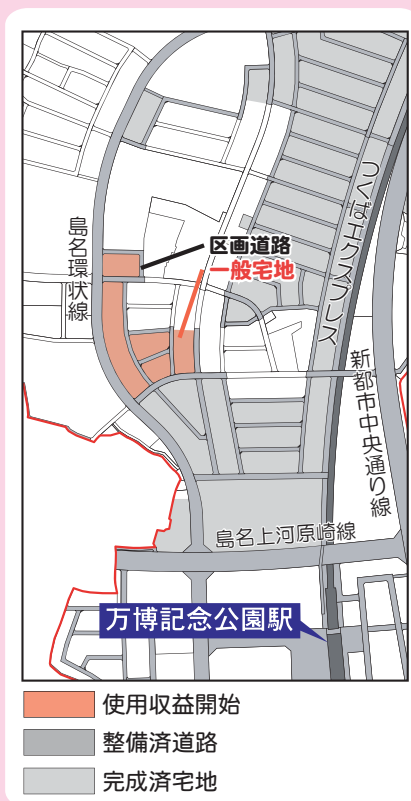 つくばエクスプレス
島名環状線
区画道路
一般宅地
新都市中央通り線
島名上河原崎線
万博記念公園駅
使用収益開始
整備済道路
完成済宅地